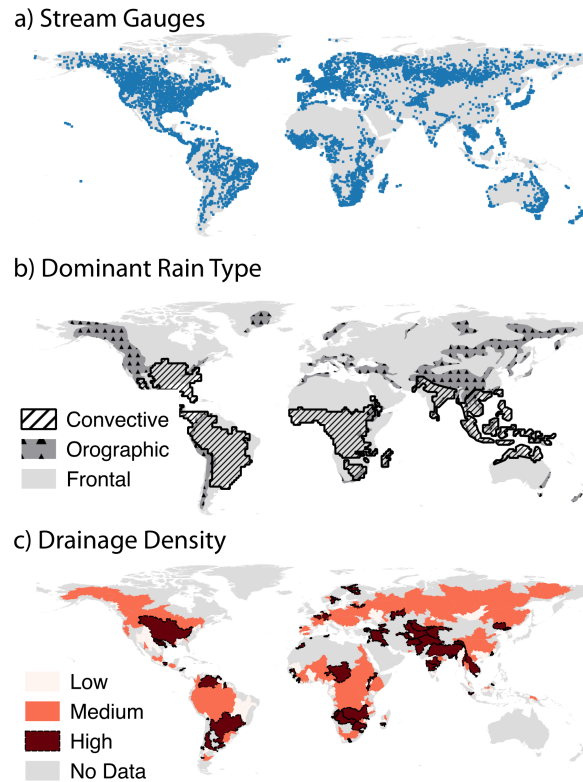 a) Stream Gauges
b) Dominant Rain Type
Convective
Orographic
Frontal
c) Drainage Density
Low
Medium
High
No Data